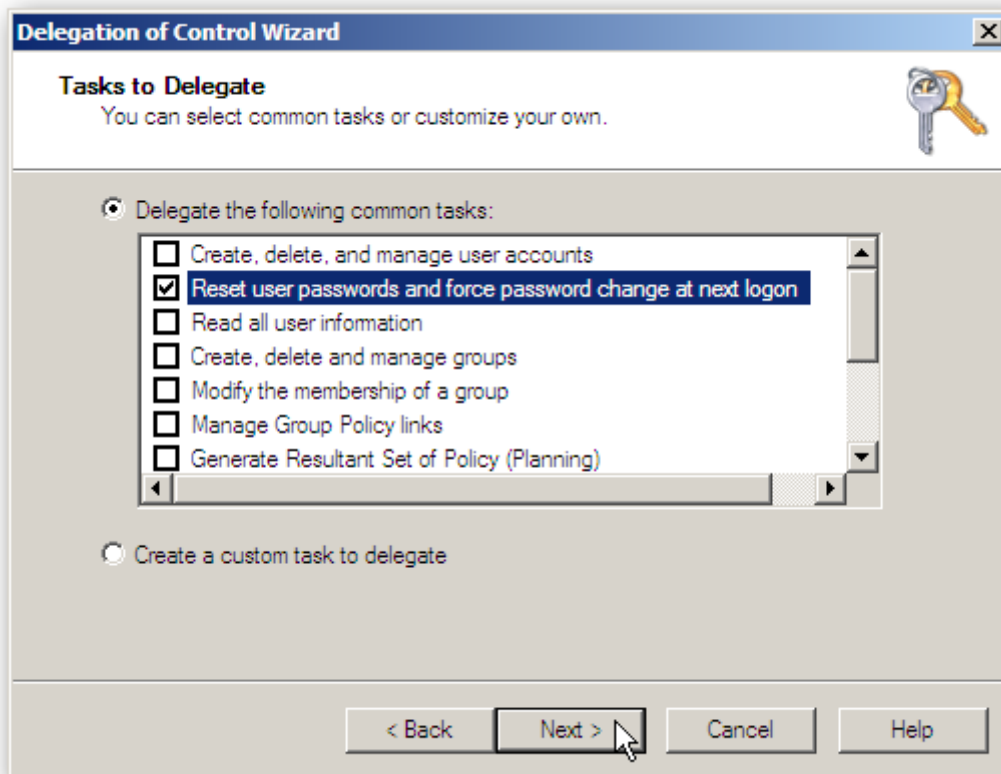 Delegation of Control Wizard
Tasks to Delegate
You can select common tasks or customize your own.
Delegate the following common tasks:
Create, delete, and manage user accounts
Reset user passwords and force password change at next logon
Read all user information
Create, delete and manage groups
Modify the membership of a group
Manage Group Policy links
Generate Resultant Set of Policy (Planning)
Create a custom task to delegate
< Back Next > Cancel Help